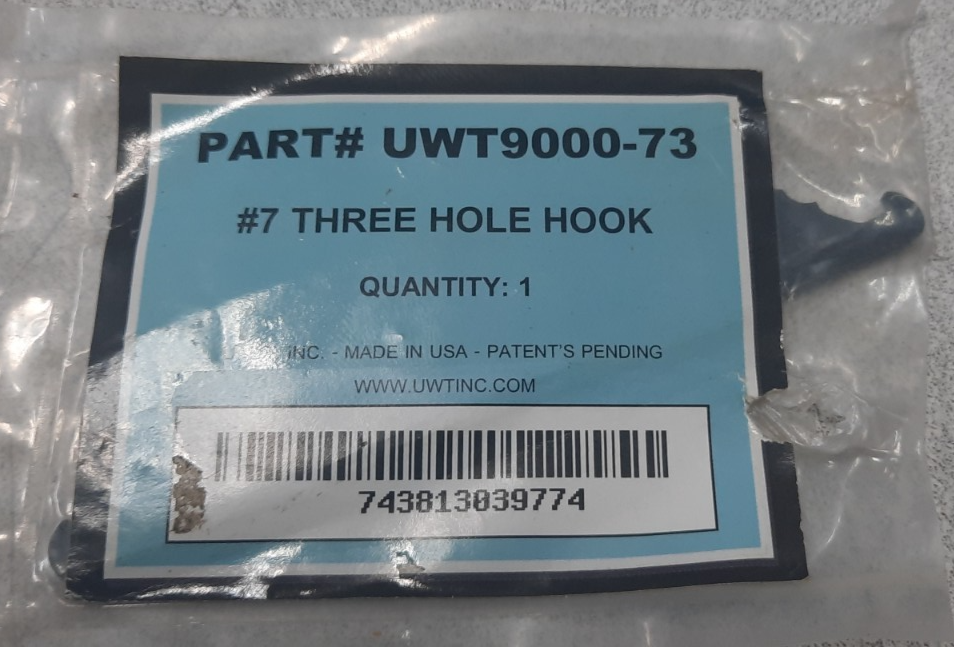 PART# UWT9000-73
#7 THREE HOLE HOOK
QUANTITY: 1
INC. - MADE IN USA - PATENT'S PENDING
WWW.UWTINC.COM
743813039774